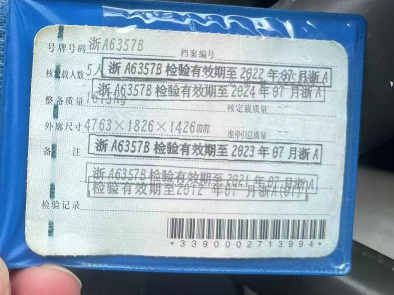 号牌号码 浙A6357B 档案编号
核定载人数 5人 浙A6357B 检验有效期至 2022年07月浙A
浙A6357B 检验有效期至 2024年07月浙A
整备质量 1615kg 核定载质量 --
外廓尺寸 4763×1826×1426mm 准牵引总质量 --
备 注 浙A6357B 检验有效期至 2023年07月浙A
浙A6357B 检验有效期至 2021年07月浙A
检验有效期至 2012年07月浙A(01)
检验记录
*3390002713994*